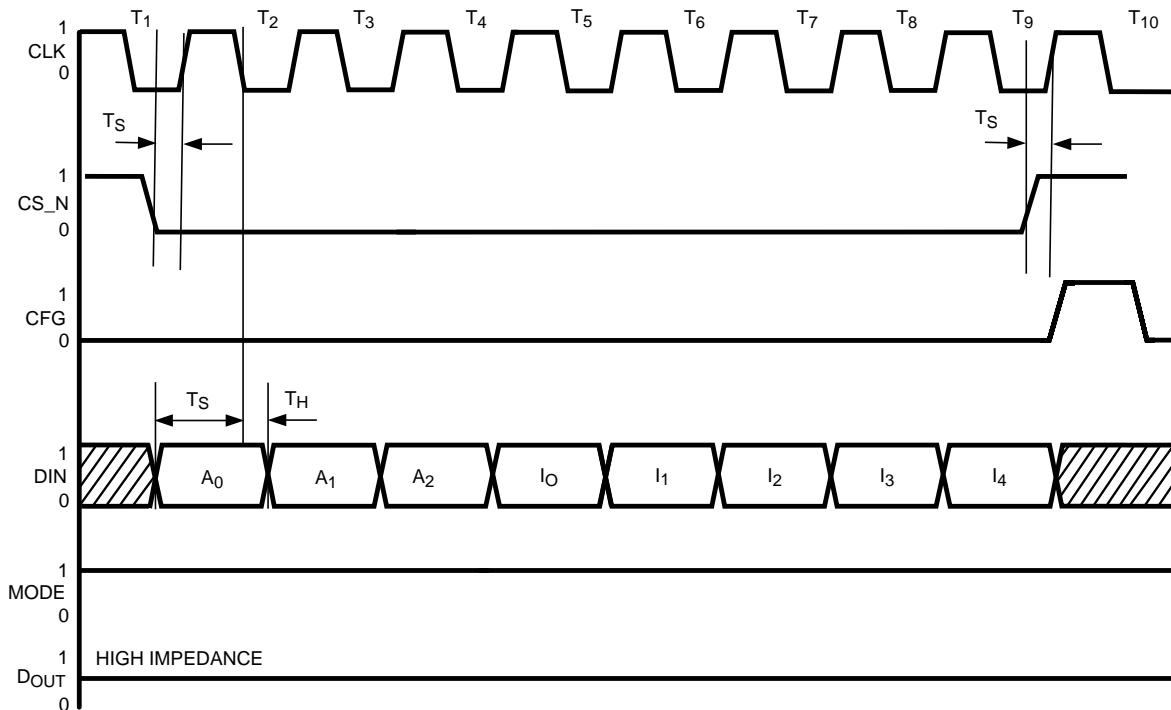 T1 T2 T3 T4 T5 T6 T7 T8 T9 T10
1
CLK
0
TS TS
1
CS_N
0
1
CFG
0
TS TH
1
DIN
0
A0 A1 A2 IO I1 I2 I3 I4
1
MODE
0
1
DOUT
0
HIGH IMPEDANCE